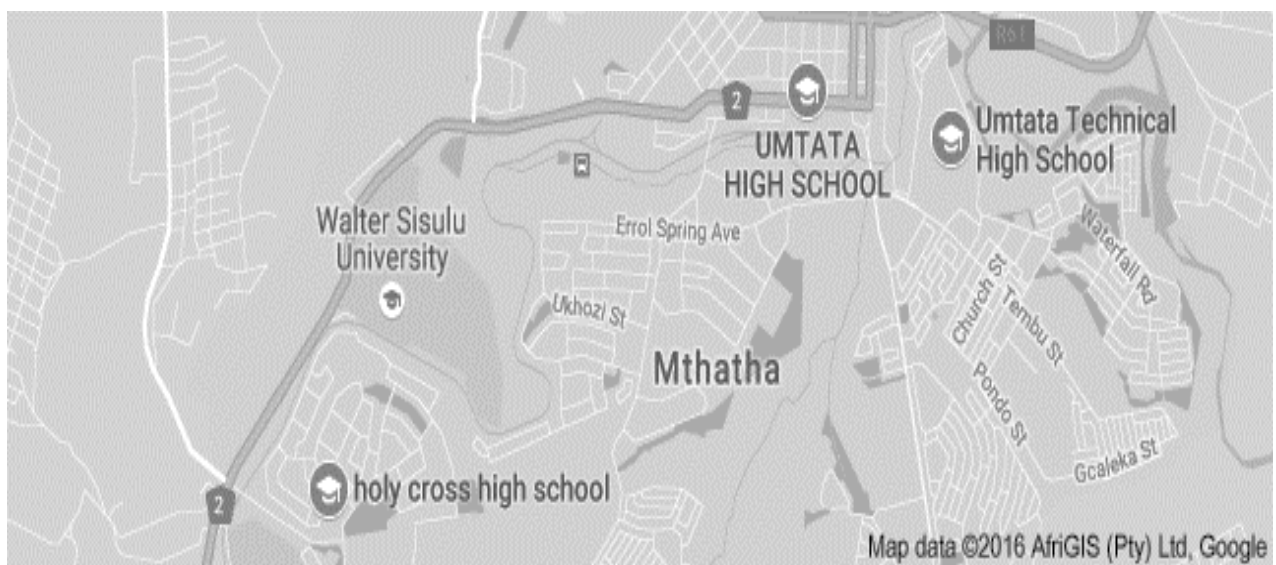 R61
2
UMTATA
HIGH SCHOOL
Umtata Technical
High School
Walter Sisulu
University
Errol Spring Ave
Waterfall Rd
Church St
Ukhozi St
Tembu St
Mthatha
Pondo St
Gcaleka St
holy cross high school
2
Map data ©2016 AfriGIS (Pty) Ltd, Google